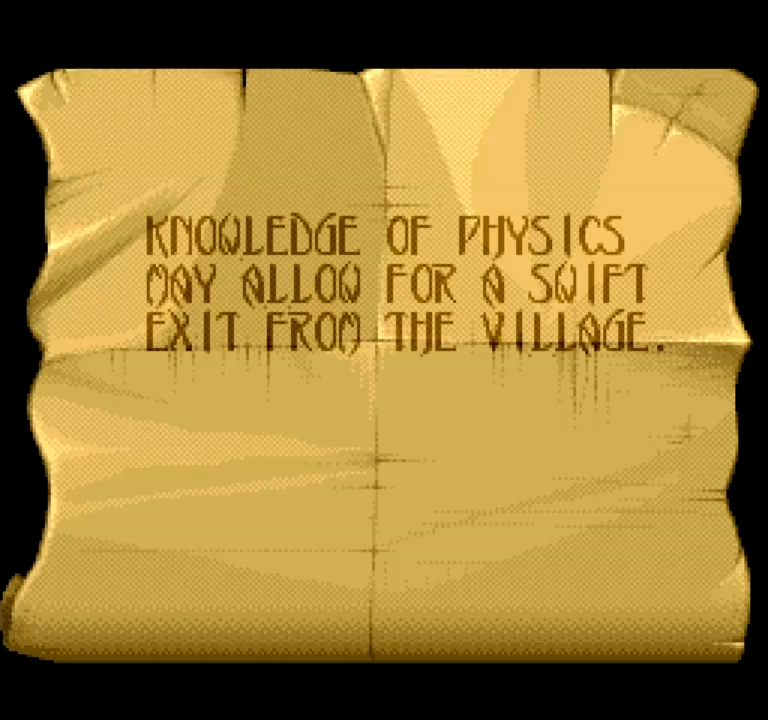 KNOWLEDGE OF PHYSICS
MAY ALLOW FOR A SWIFT
EXIT FROM THE VILLAGE.